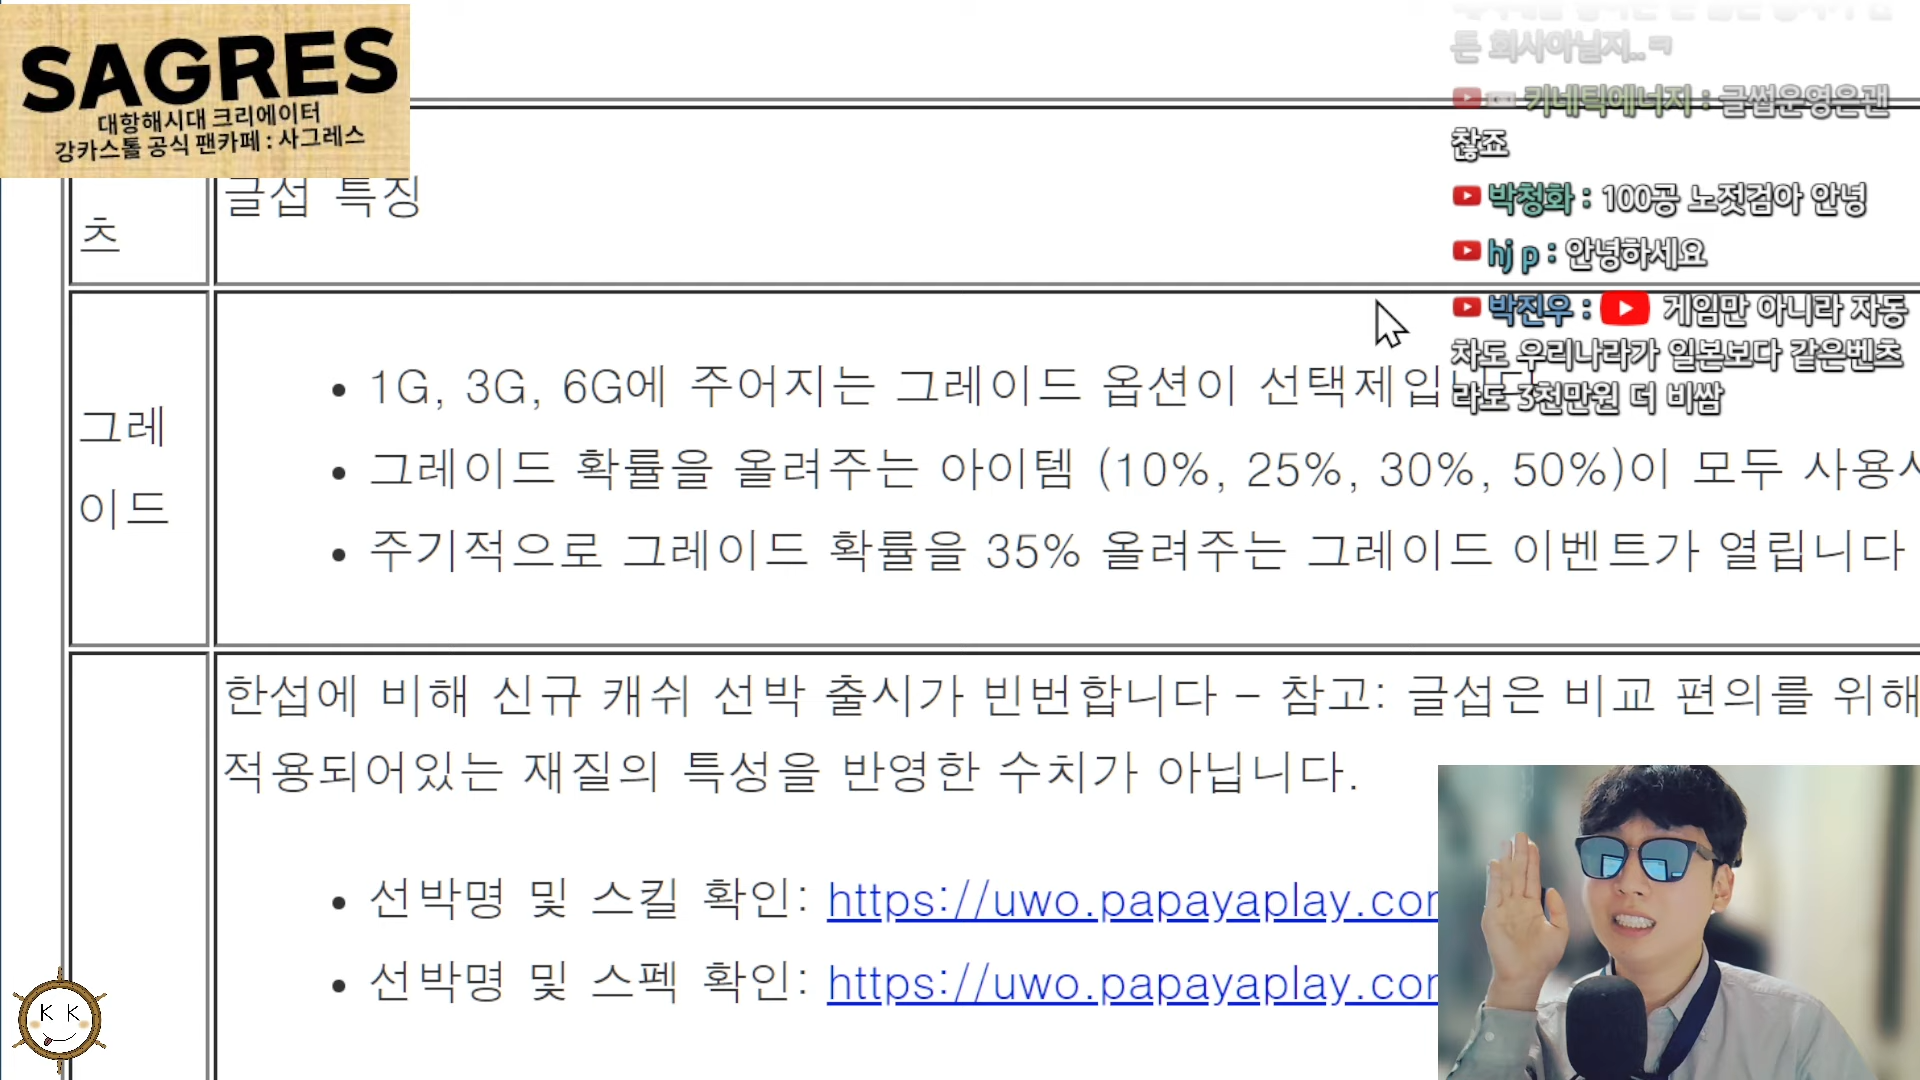 SAGRES
대항해시대 크리에이터
강카스톨 공식 팬카페 : 사그레스
츠
글섭 특징
그레
이드
1G, 3G, 6G에 주어지는 그레이드 옵션이 선택제입니다
그레이드 확률을 올려주는 아이템 (10%, 25%, 30%, 50%)이 모두 사용
주기적으로 그레이드 확률을 35% 올려주는 그레이드 이벤트가 열립니다
한섭에 비해 신규 캐쉬 선박 출시가 빈번합니다 – 참고: 글섭은 비교 편의를 위해
적용되어있는 재질의 특성을 반영한 수치가 아닙니다.
선박명 및 스킬 확인: https://uwo.papayaplay.cor
선박명 및 스펙 확인: https://uwo.papayaplay.cor
든 회사아닐지..ㅋ
키네틱에너지 : 글썹운영은괜
찮죠
박청화 : 100공 노젓검아 안녕
hj p : 안녕하세요
박진우 : 게임만 아니라 자동
차도 우리나라가 일본보다 같은벤츠
라도 3천만원 더 비쌈
K K